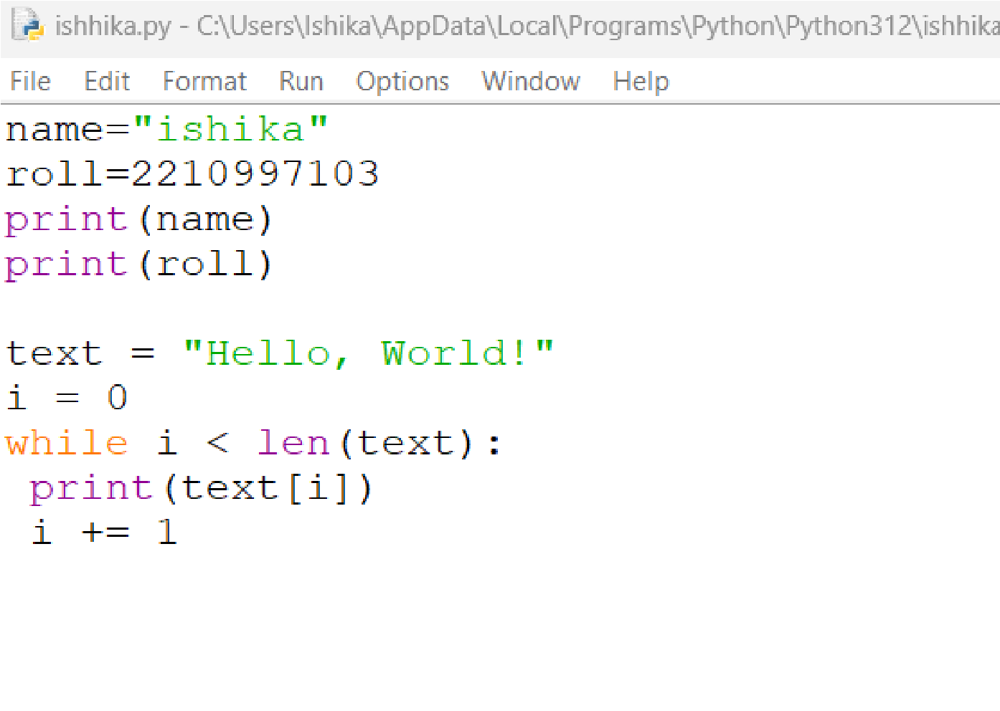 ishhika.py - C:\Users\Ishika\AppData\Local\Programs\Python\Python312\ishhika
File Edit Format Run Options Window Help
name="ishika"
roll=2210997103
print(name)
print(roll)
text = "Hello, World!"
i = 0
while i < len(text):
 print(text[i])
 i += 1